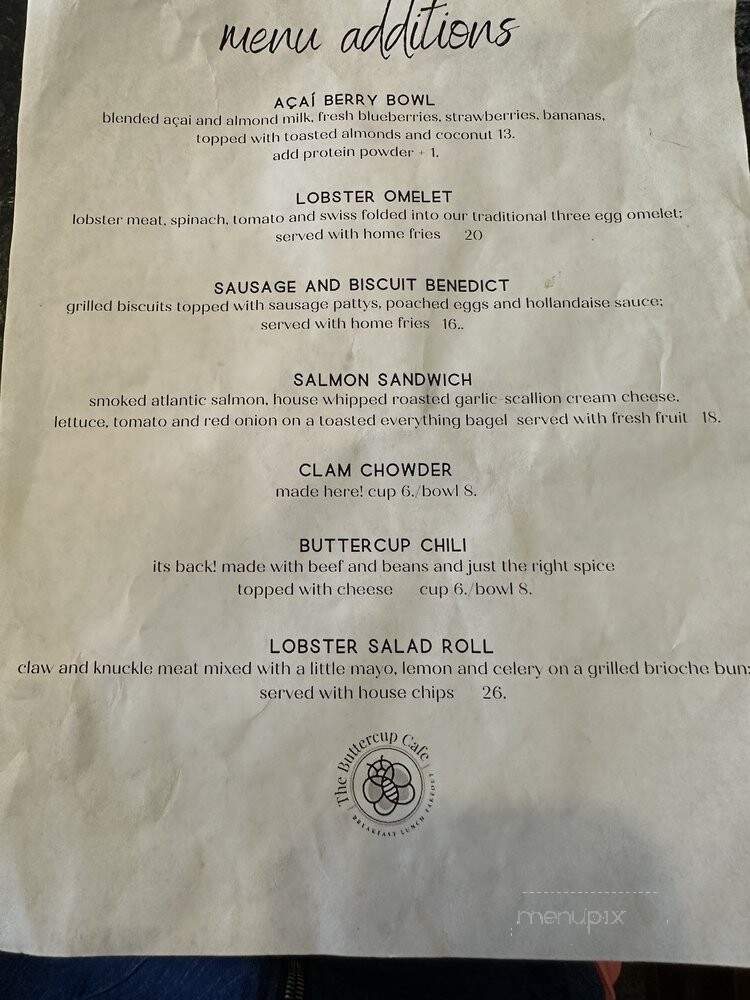 menu additions
AÇAÍ BERRY BOWL
blended açai and almond milk, fresh blueberries, strawberries, bananas,
topped with toasted almonds and coconut 13.
add protein powder + 1.
LOBSTER OMELET
lobster meat, spinach, tomato and swiss folded into our traditional three egg omelet;
served with home fries 20
SAUSAGE AND BISCUIT BENEDICT
grilled biscuits topped with sausage pattys, poached eggs and hollandaise sauce;
served with home fries 16..
SALMON SANDWICH
smoked atlantic salmon, house whipped roasted garlic-scallion cream cheese,
lettuce, tomato and red onion on a toasted everything bagel served with fresh fruit 18.
CLAM CHOWDER
made here! cup 6./bowl 8.
BUTTERCUP CHILI
its back! made with beef and beans and just the right spice
topped with cheese cup 6./bowl 8.
LOBSTER SALAD ROLL
claw and knuckle meat mixed with a little mayo, lemon and celery on a grilled brioche bun;
served with house chips 26.
The Buttercup Cafe
BREAKFAST LUNCH TAKEOUT
menupix